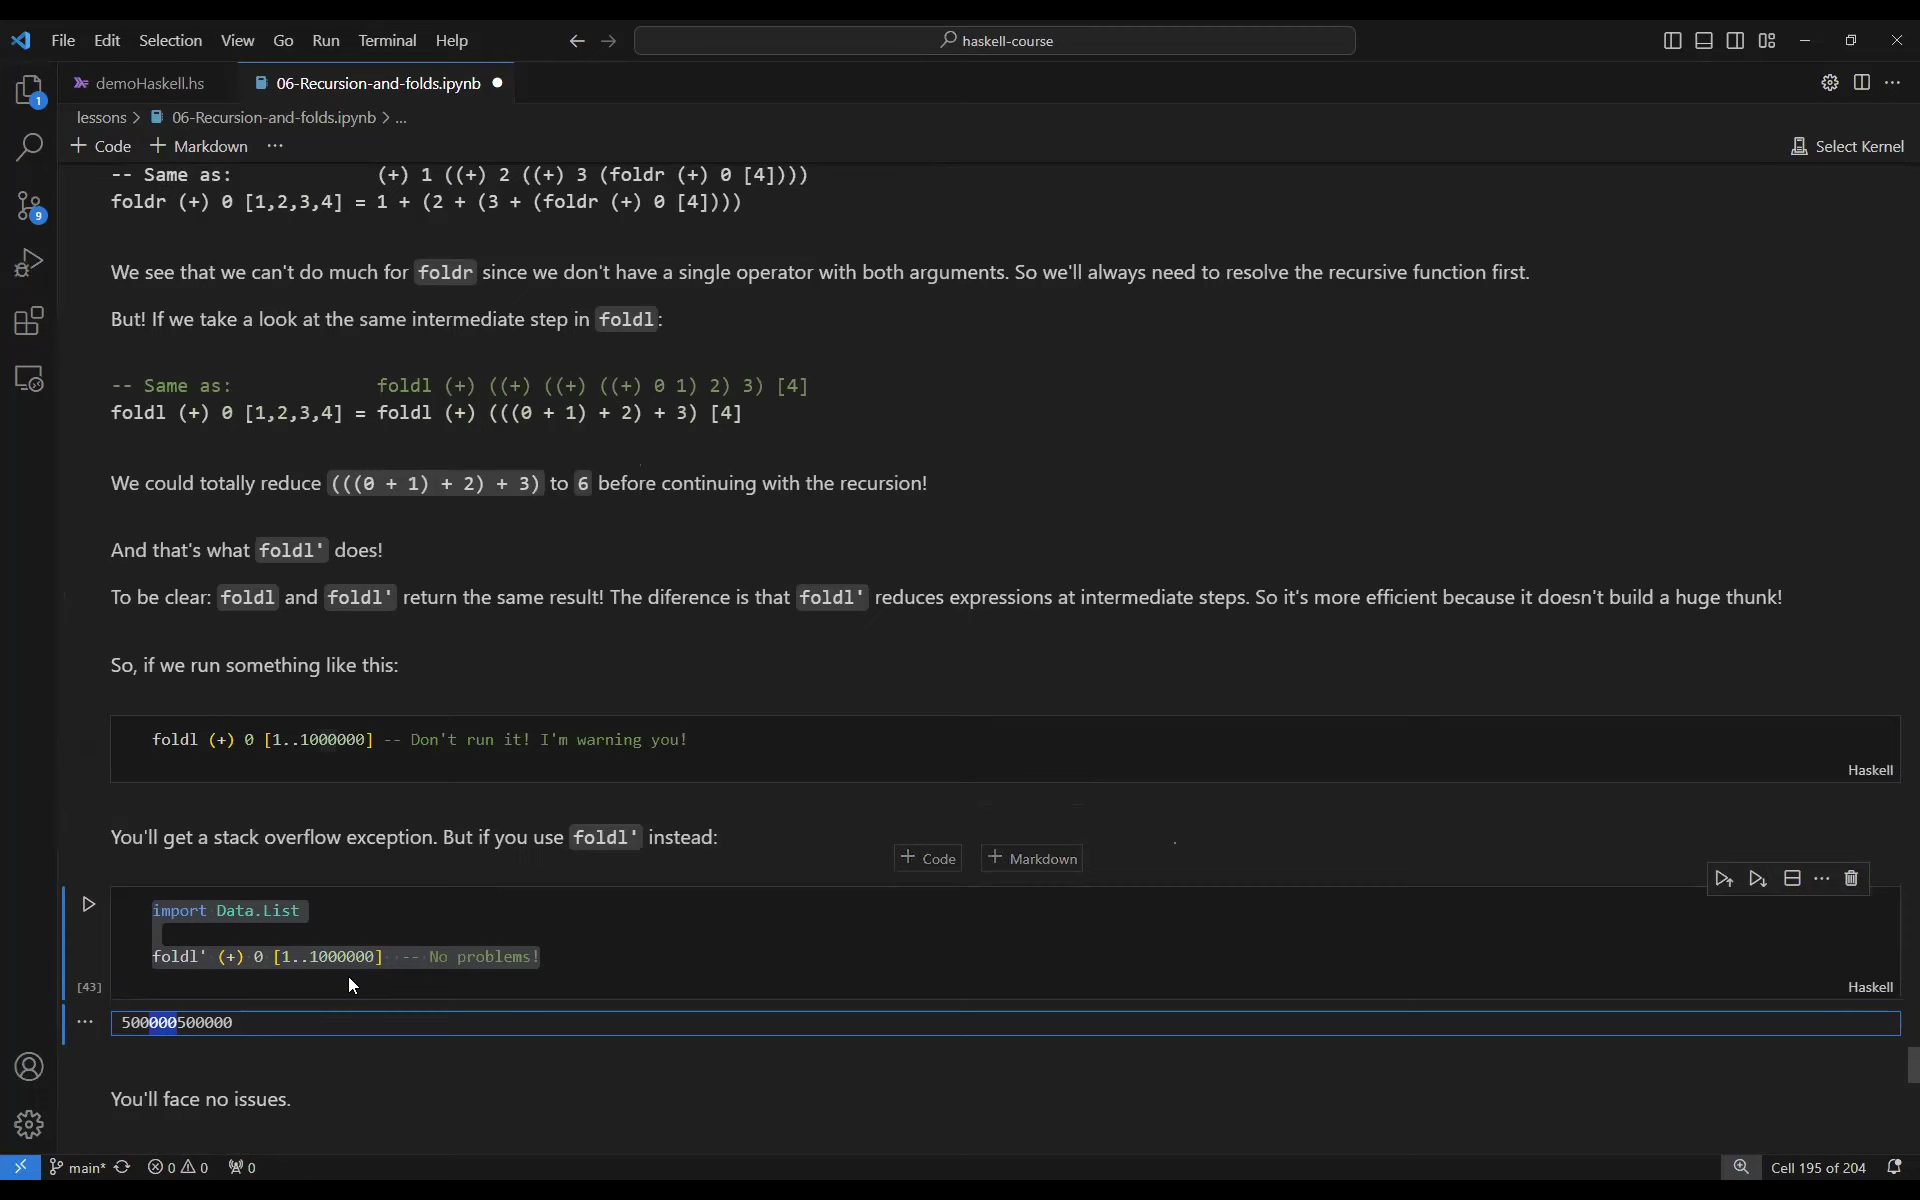 File Edit Selection View Go Run Terminal Help haskell-course
demoHaskell.hs 06-Recursion-and-folds.ipynb
lessons > 06-Recursion-and-folds.ipynb > ...
+ Code + Markdown ... Select Kernel
-- Same as:             (+) 1 ((+) 2 ((+) 3 (foldr (+) 0 [4])))
foldr (+) 0 [1,2,3,4] = 1 + (2 + (3 + (foldr (+) 0 [4])))
We see that we can't do much for foldr since we don't have a single operator with both arguments. So we'll always need to resolve the recursive function first.
But! If we take a look at the same intermediate step in foldl:
-- Same as:             foldl (+) ((+) ((+) ((+) 0 1) 2) 3) [4]
foldl (+) 0 [1,2,3,4] = foldl (+) (((0 + 1) + 2) + 3) [4]
We could totally reduce (((0 + 1) + 2) + 3) to 6 before continuing with the recursion!
And that's what foldl' does!
To be clear: foldl and foldl' return the same result! The diference is that foldl' reduces expressions at intermediate steps. So it's more efficient because it doesn't build a huge thunk!
So, if we run something like this:
foldl (+) 0 [1..1000000] -- Don't run it! I'm warning you!
Haskell
You'll get a stack overflow exception. But if you use foldl' instead:
+ Code + Markdown
import Data.List
foldl' (+) 0 [1..1000000]  -- No problems!
[43] Haskell
500000500000
You'll face no issues.
1
9
main* 0 0 0 Cell 195 of 204